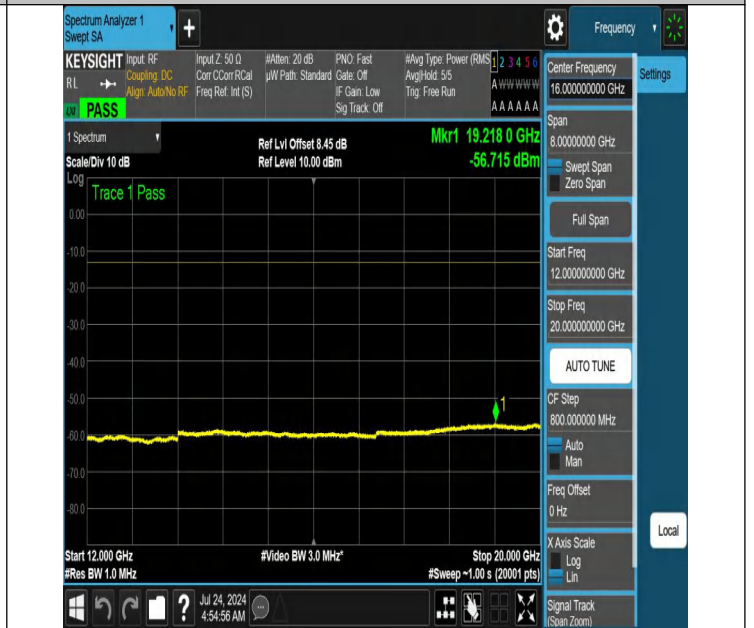 Spectrum Analyzer 1
Swept SA
+
Frequency
KEYSIGHT
RL
PASS
Input: RF
Coupling: DC
Align: Auto/No RF
Input Z: 50 Ω
Corr CCorr RCal
Freq Ref: Int (S)
#Atten: 20 dB
µW Path: Standard
PNO: Fast
Gate: Off
IF Gain: Low
Sig Track: Off
#Avg Type: Power (RMS
Avg|Hold: 5/5
Trig: Free Run
1 2 3 4 5 6
A W W W W W
A A A A A A
1 Spectrum
Scale/Div 10 dB
Ref Lvl Offset 8.45 dB
Ref Level 10.00 dBm
Mkr1 19.218 0 GHz
-56.715 dBm
Log
Trace 1 Pass
0.00
-10.0
-20.0
-30.0
-40.0
-50.0
-60.0
-70.0
-80.0
1
Start 12.000 GHz
#Res BW 1.0 MHz
#Video BW 3.0 MHz*
Stop 20.000 GHz
#Sweep ~1.00 s (20001 pts)
Center Frequency
16.000000000 GHz
Settings
Span
8.00000000 GHz
Swept Span
Zero Span
Full Span
Start Freq
12.000000000 GHz
Stop Freq
20.000000000 GHz
AUTO TUNE
CF Step
800.000000 MHz
Auto
Man
Freq Offset
0 Hz
X Axis Scale
Log
Lin
Local
Signal Track
(Span Zoom)
?
Jul 24, 2024
4:54:56 AM